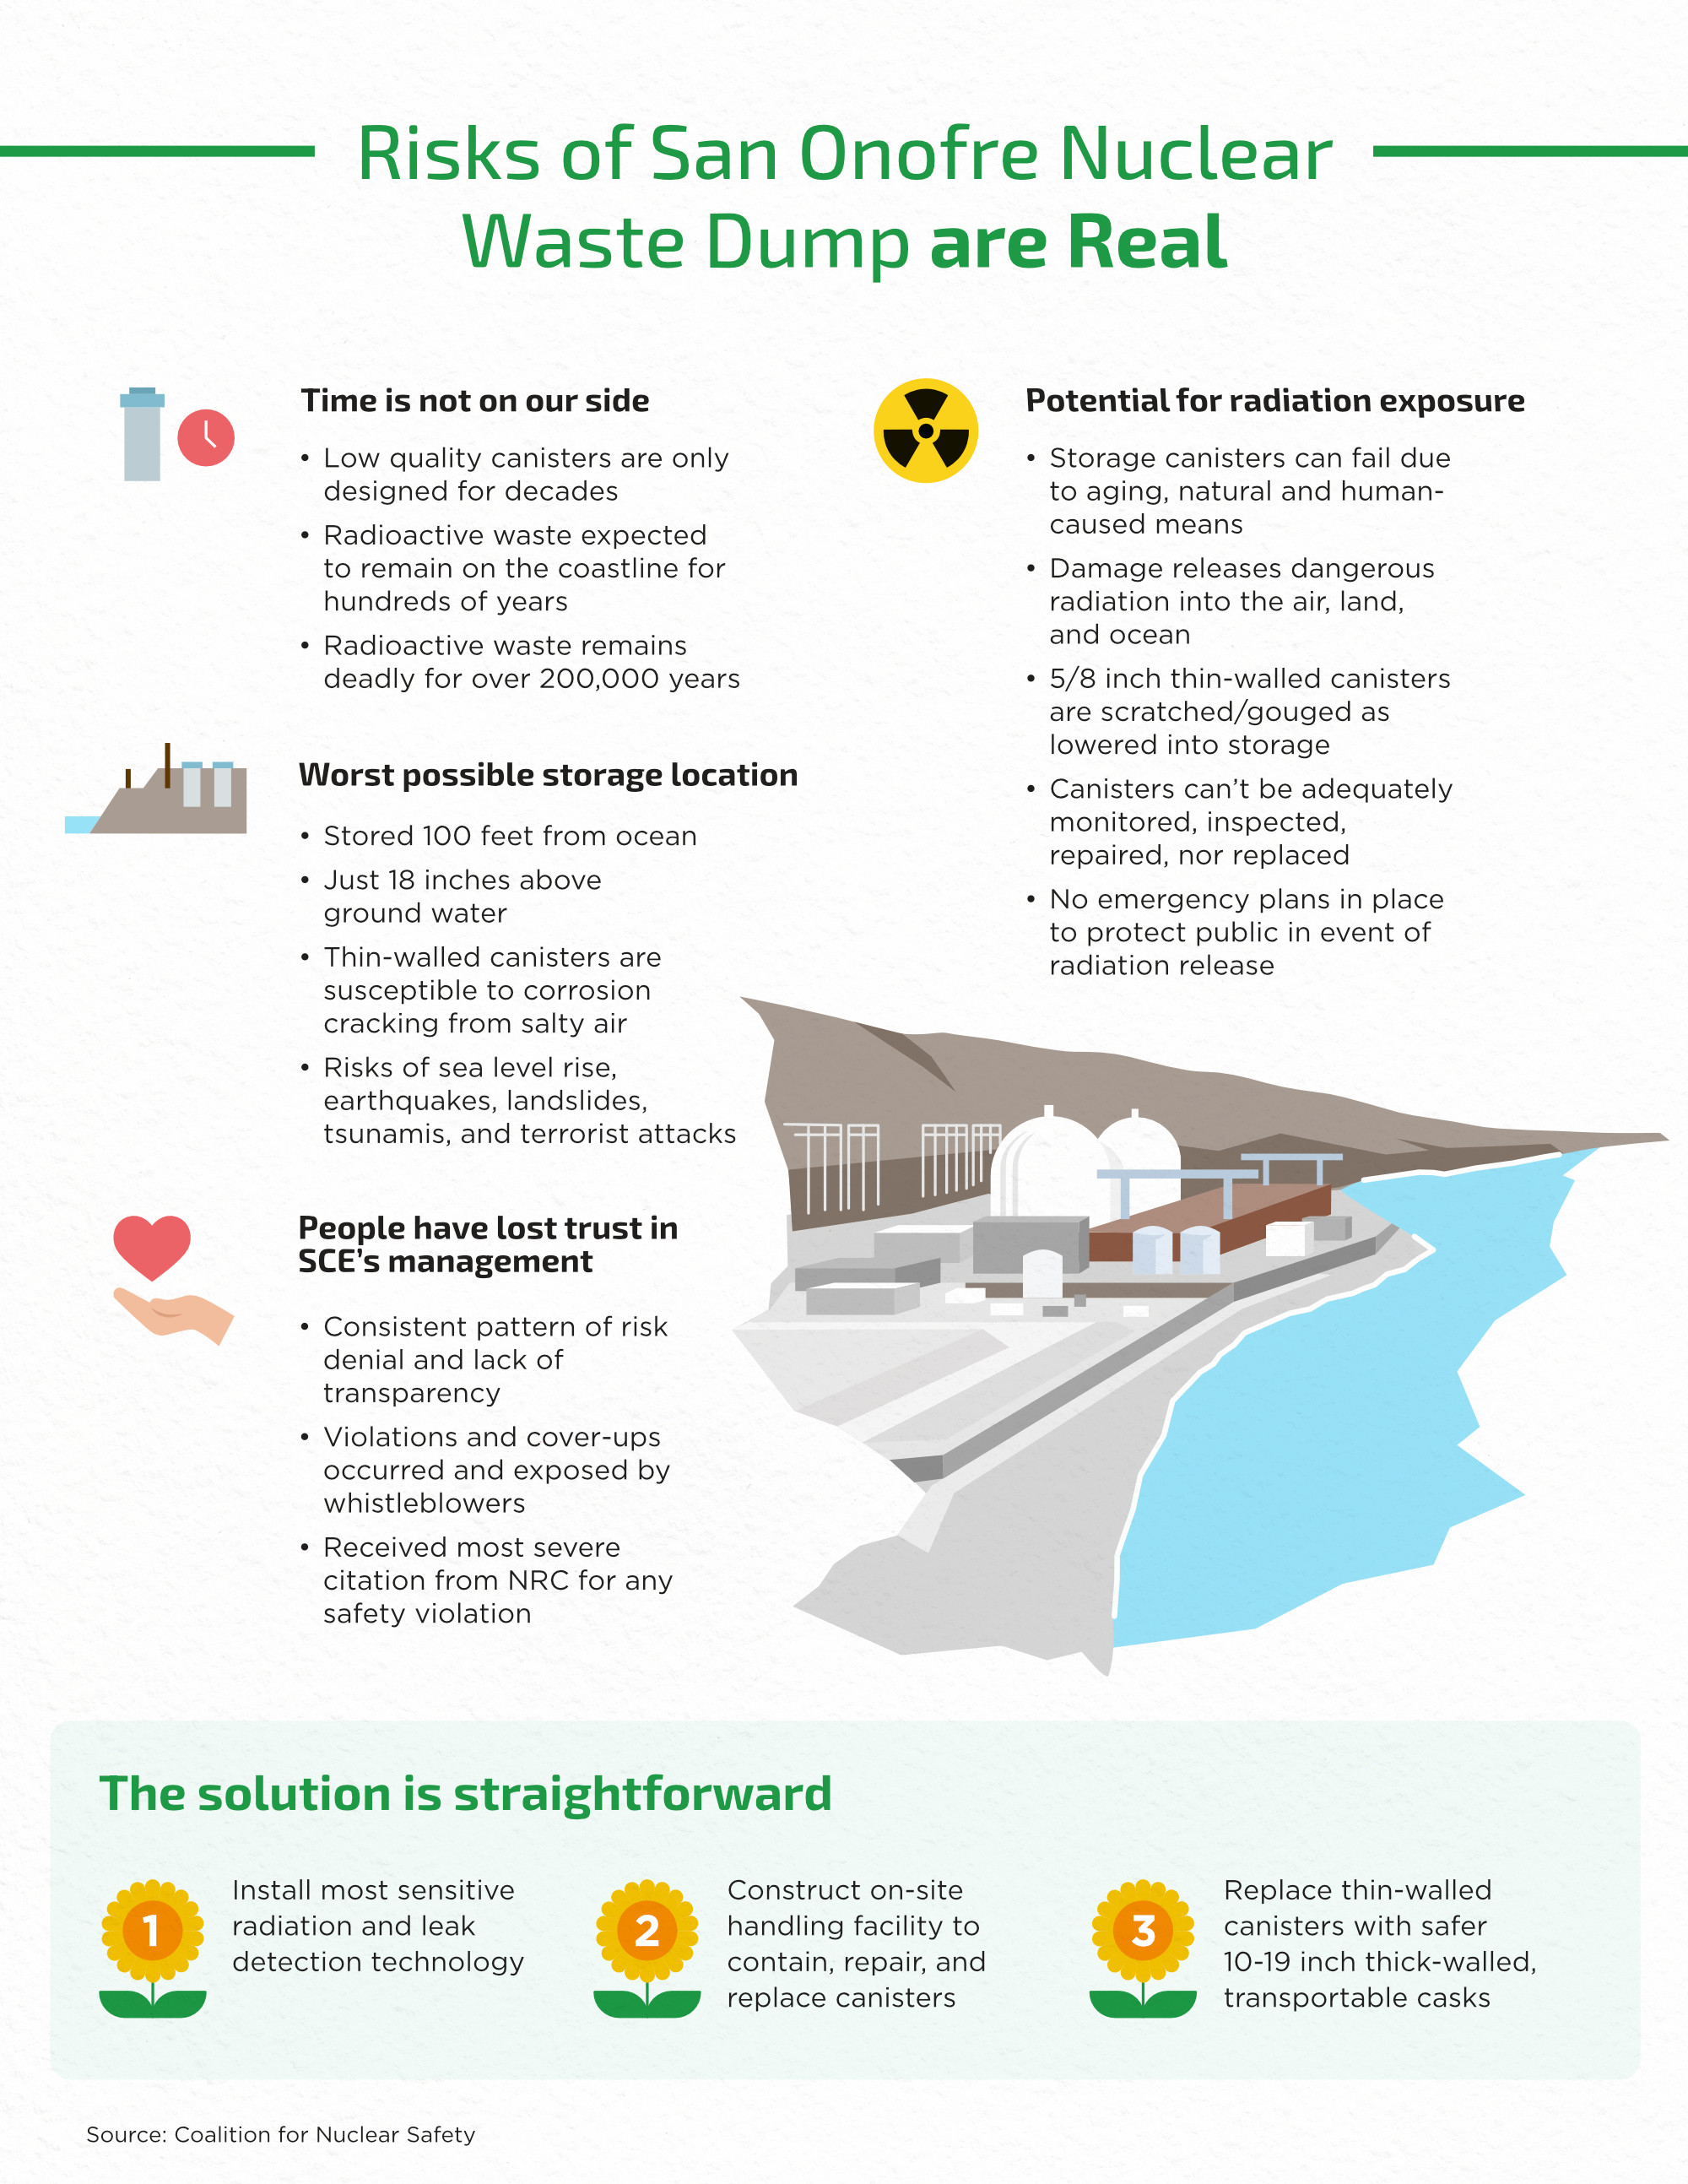 Risks of San Onofre Nuclear
Waste Dump are Real
Time is not on our side
• Low quality canisters are only
designed for decades
• Radioactive waste expected
to remain on the coastline for
hundreds of years
• Radioactive waste remains
deadly for over 200,000 years
Worst possible storage location
• Stored 100 feet from ocean
• Just 18 inches above
ground water
• Thin-walled canisters are
susceptible to corrosion
cracking from salty air
• Risks of sea level rise,
earthquakes, landslides,
tsunamis, and terrorist attacks
People have lost trust in
SCE’s management
• Consistent pattern of risk
denial and lack of
transparency
• Violations and cover-ups
occurred and exposed by
whistleblowers
• Received most severe
citation from NRC for any
safety violation
Potential for radiation exposure
• Storage canisters can fail due
to aging, natural and human-
caused means
• Damage releases dangerous
radiation into the air, land,
and ocean
• 5/8 inch thin-walled canisters
are scratched/gouged as
lowered into storage
• Canisters can’t be adequately
monitored, inspected,
repaired, nor replaced
• No emergency plans in place
to protect public in event of
radiation release
The solution is straightforward
1
Install most sensitive
radiation and leak
detection technology
2
Construct on-site
handling facility to
contain, repair, and
replace canisters
3
Replace thin-walled
canisters with safer
10-19 inch thick-walled,
transportable casks
Source: Coalition for Nuclear Safety